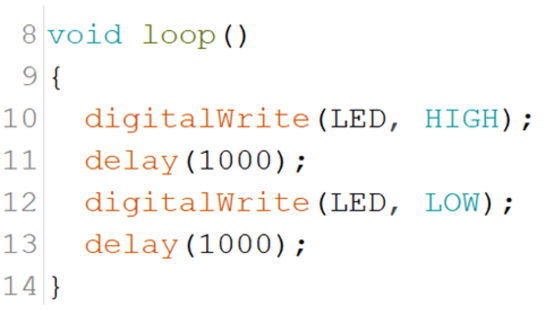 8 void loop()
9 {
10   digitalWrite(LED, HIGH);
11   delay(1000);
12   digitalWrite(LED, LOW);
13   delay(1000);
14 }